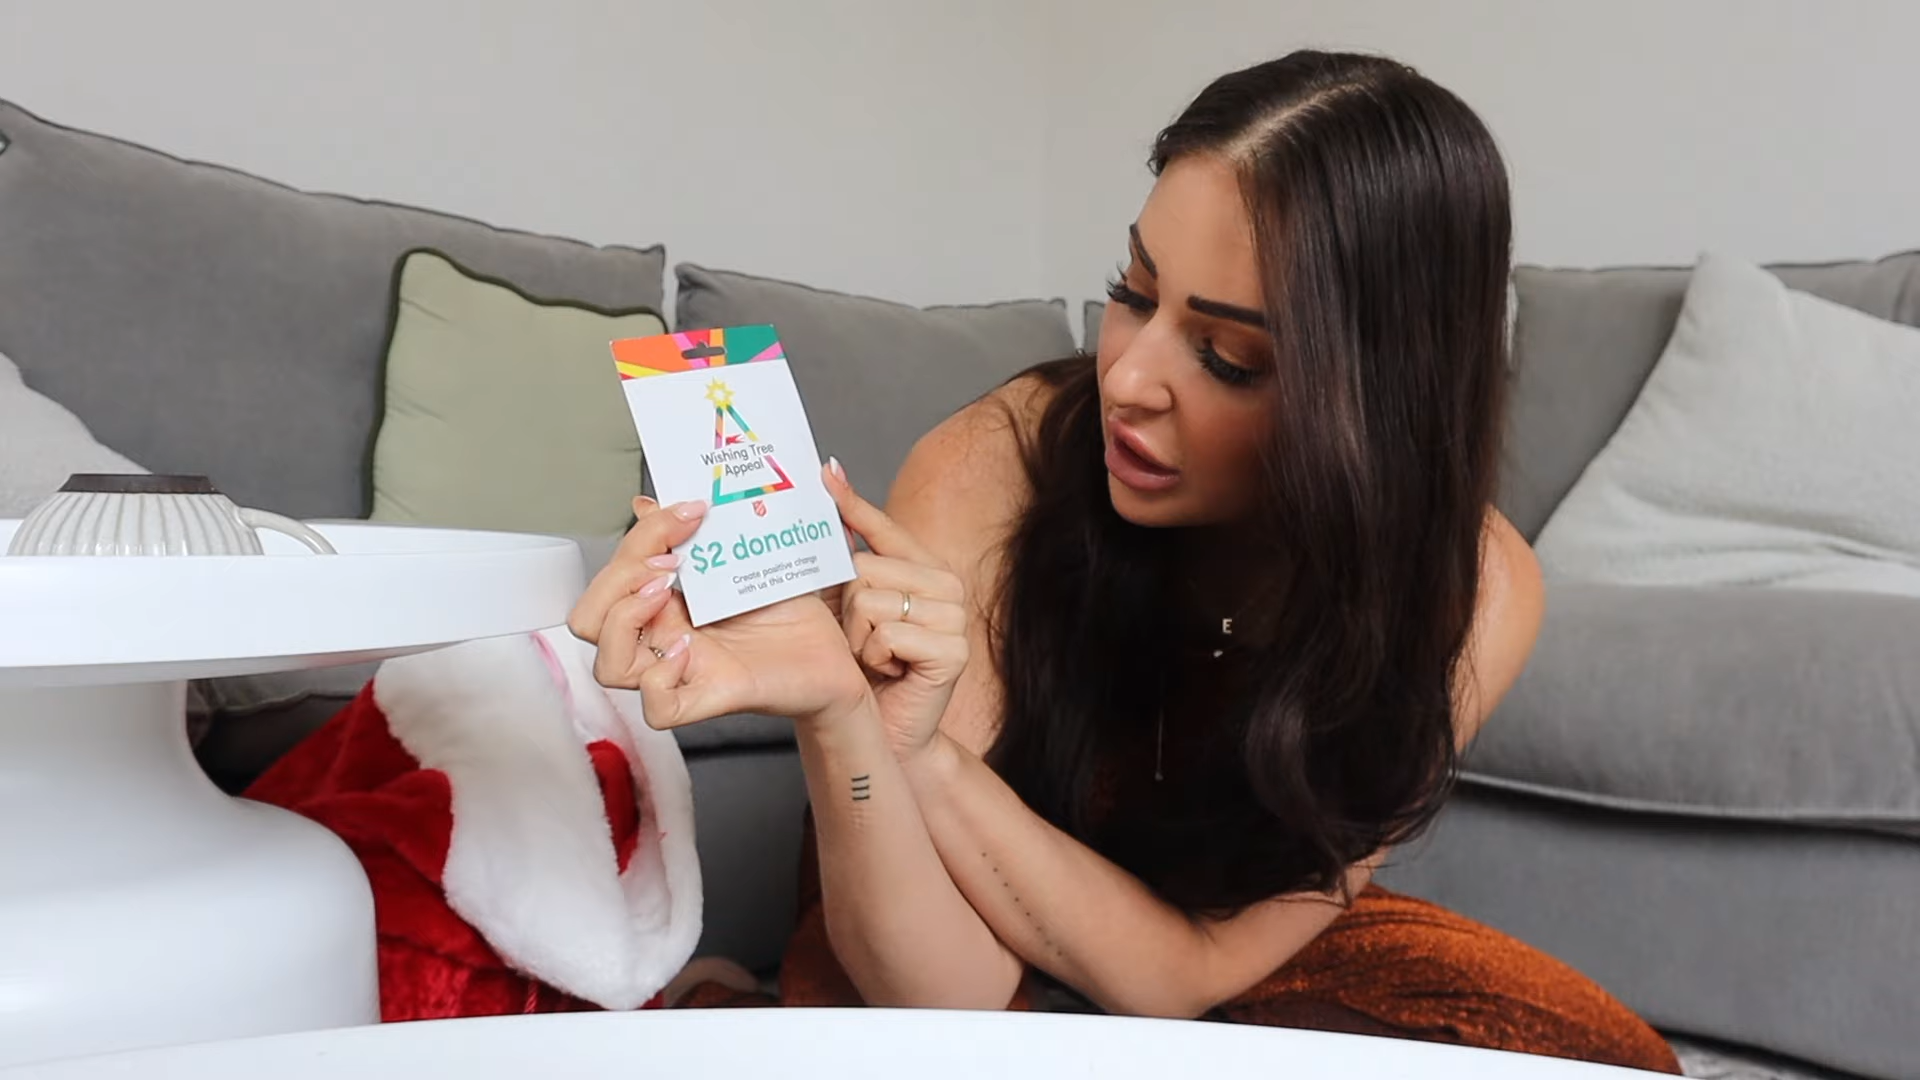 Wishing Tree
Appeal
$2 donation
Create positive change
with us this Christmas
E